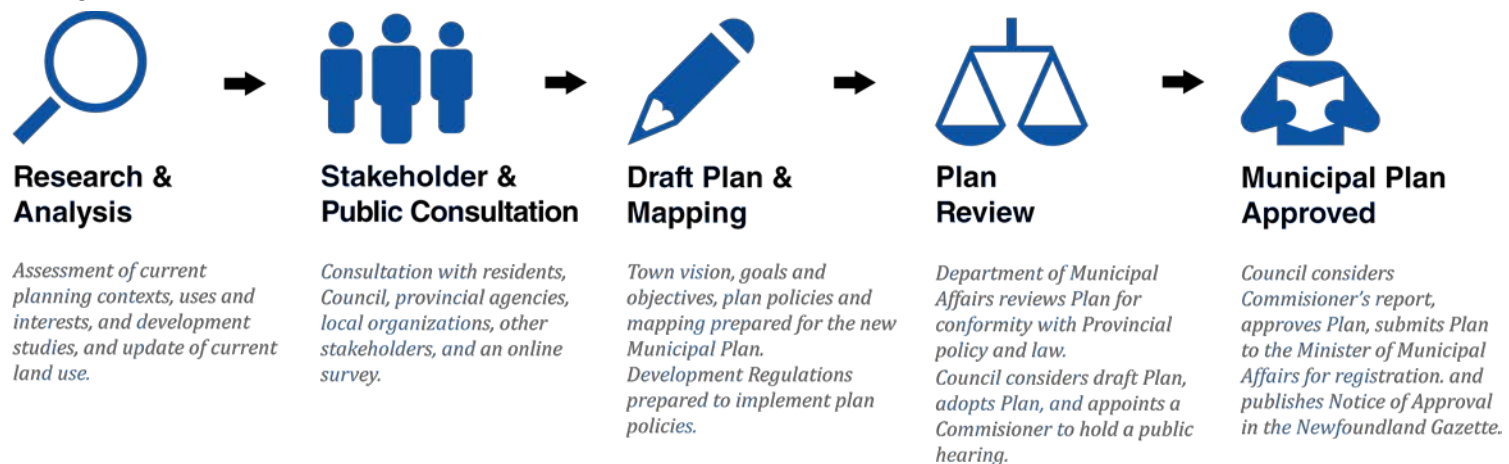 Research &
Analysis
Assessment of current
planning contexts, uses and
interests, and development
studies, and update of current
land use.
Stakeholder &
Public Consultation
Consultation with residents,
Council, provincial agencies,
local organizations, other
stakeholders, and an online
survey.
Draft Plan &
Mapping
Town vision, goals and
objectives, plan policies and
mapping prepared for the new
Municipal Plan.
Development Regulations
prepared to implement plan
policies.
Plan
Review
Department of Municipal
Affairs reviews Plan for
conformity with Provincial
policy and law.
Council considers draft Plan,
adopts Plan, and appoints a
Commisioner to hold a public
hearing.
Municipal Plan
Approved
Council considers
Commisioner's report,
approves Plan, submits Plan
to the Minister of Municipal
Affairs for registration. and
publishes Notice of Approval
in the Newfoundland Gazette..